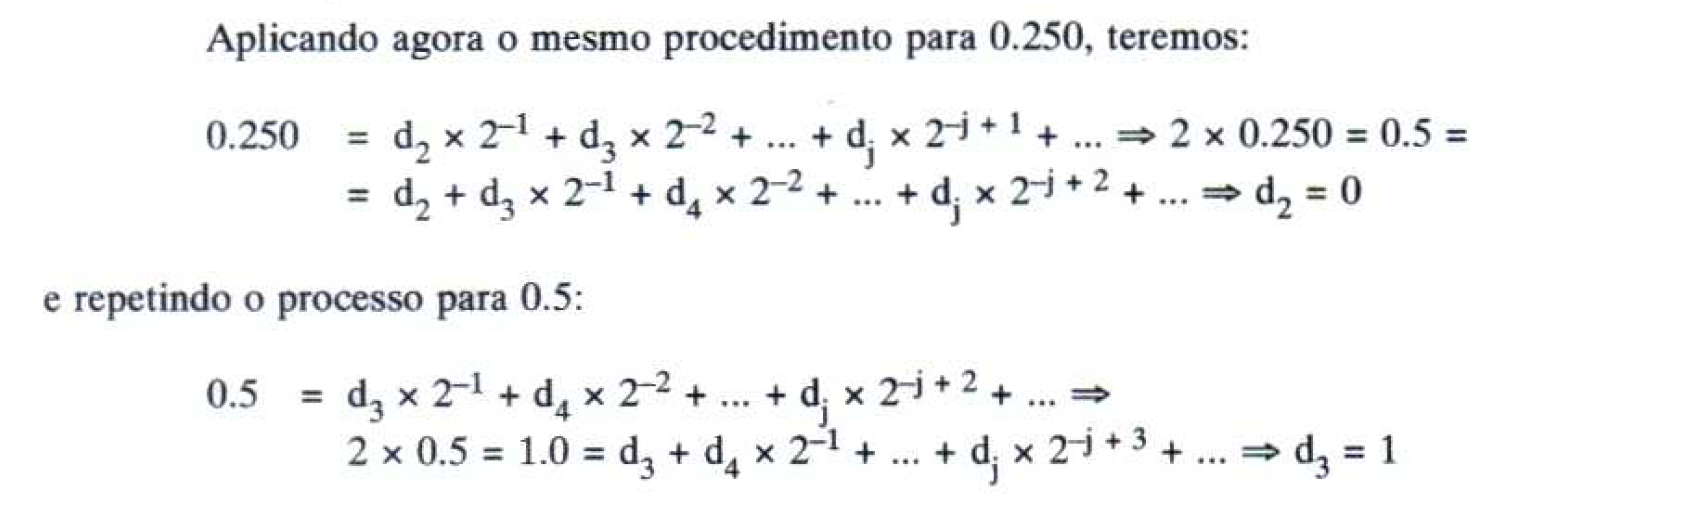 Aplicando agora o mesmo procedimento para 0.250, teremos:
0.250 = d₂ × 2⁻¹ + d₃ × 2⁻² + ... + dⱼ × 2⁻ʲ⁺¹ + ... ⇒ 2 × 0.250 = 0.5 =
= d₂ + d₃ × 2⁻¹ + d₄ × 2⁻² + ... + dⱼ × 2⁻ʲ⁺² + ... ⇒ d₂ = 0
e repetindo o processo para 0.5:
0.5 = d₃ × 2⁻¹ + d₄ × 2⁻² + ... + dⱼ × 2⁻ʲ⁺² + ... ⇒
2 × 0.5 = 1.0 = d₃ + d₄ × 2⁻¹ + ... + dⱼ × 2⁻ʲ⁺³ + ... ⇒ d₃ = 1